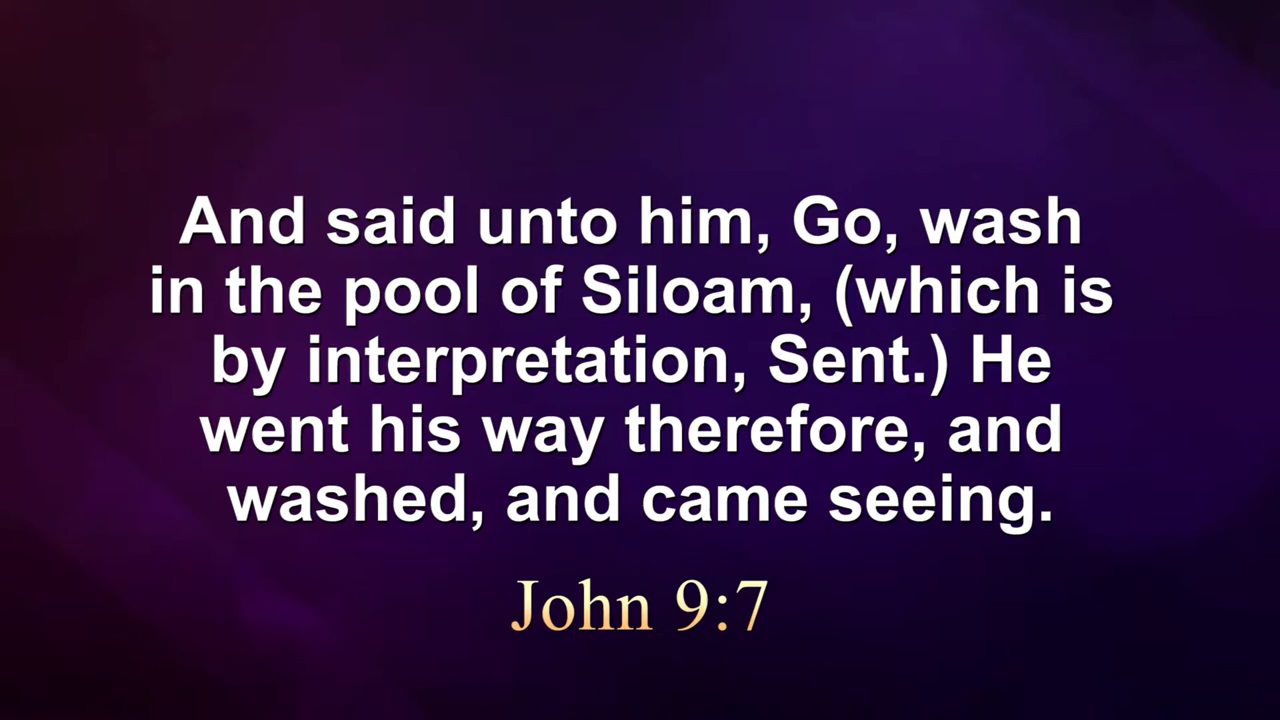 And said unto him, Go, wash
in the pool of Siloam, (which is
by interpretation, Sent.) He
went his way therefore, and
washed, and came seeing.
John 9:7